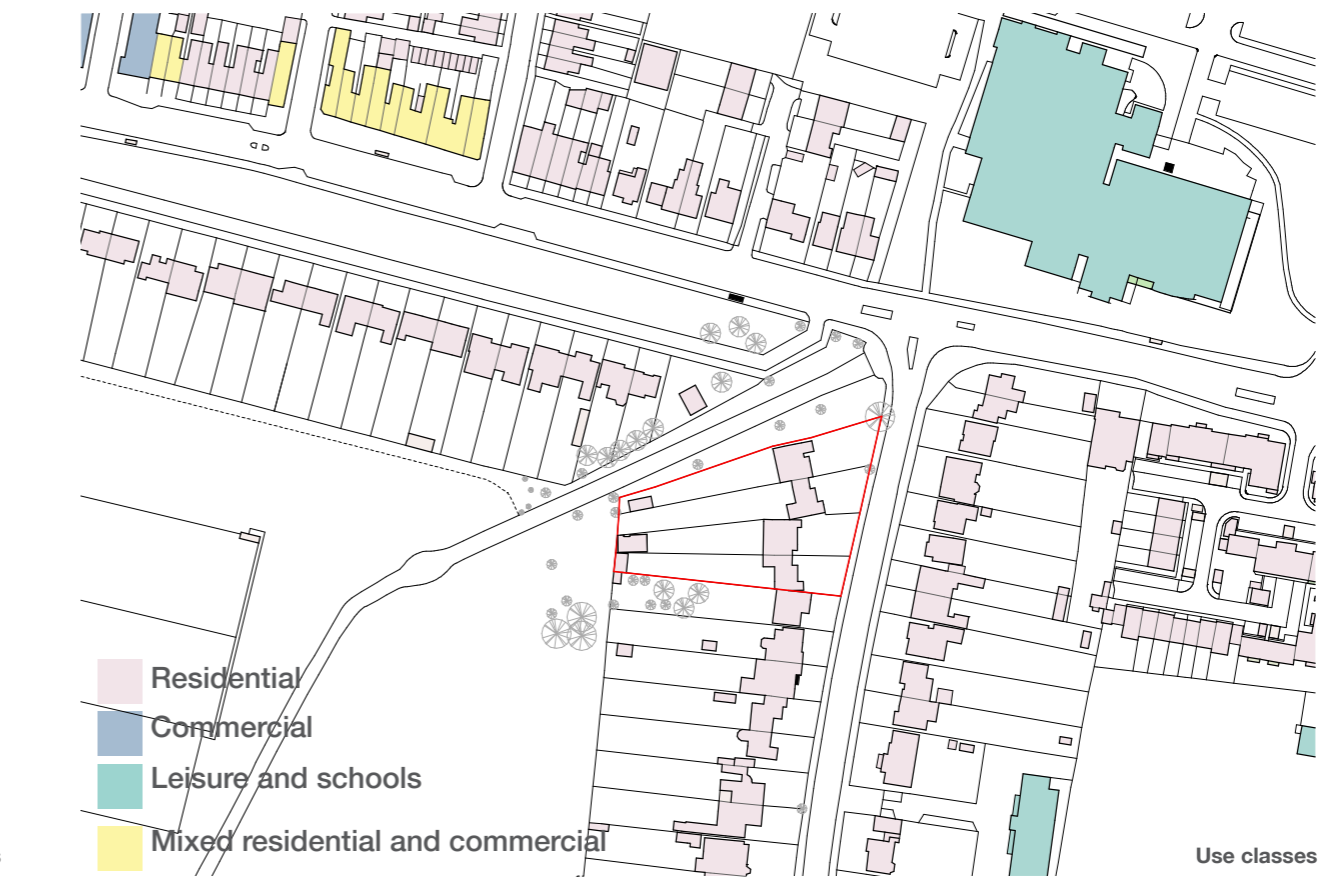 Residential
Commercial
Leisure and schools
Mixed residential and commercial
Use classes